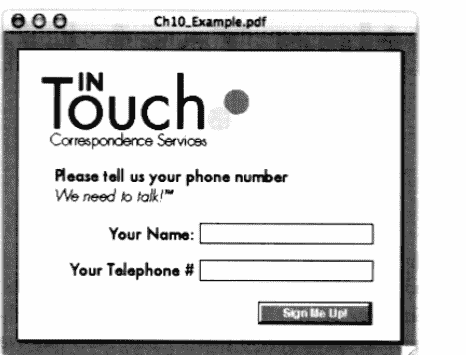 Ch10_Example.pdf
IN
Touch
Correspondence Services
Please tell us your phone number
We need to talk!℠
Your Name:
Your Telephone #
Sign Me Up!